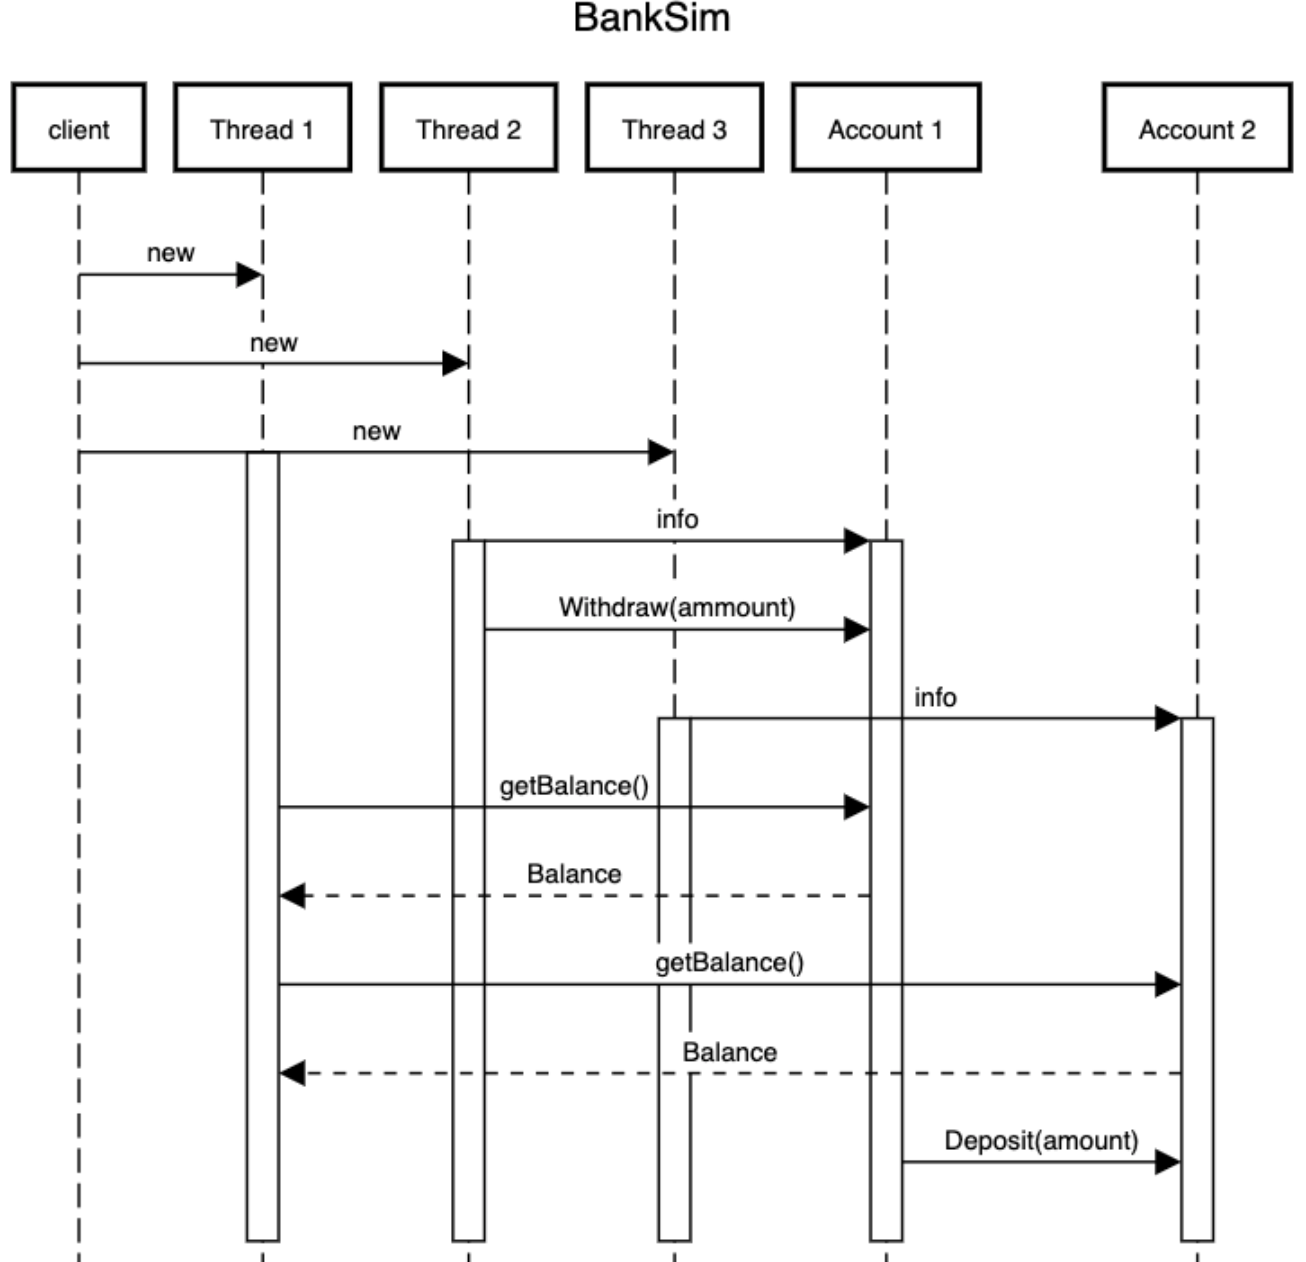 BankSim
client
Thread 1
Thread 2
Thread 3
Account 1
Account 2
new
new
new
info
Withdraw(ammount)
info
getBalance()
Balance
getBalance()
Balance
Deposit(amount)